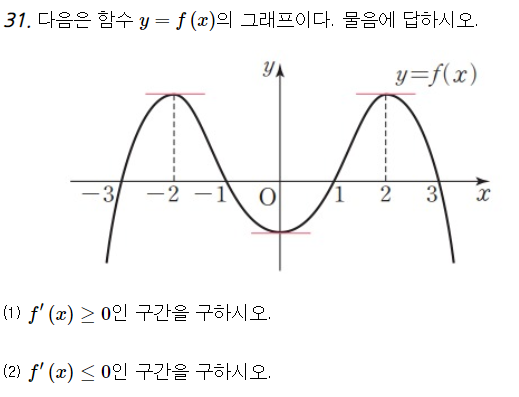 31. 다음은 함수 y = f (x)의 그래프이다. 물음에 답하시오.
y
y=f(x)
-3 -2 -1 O 1 2 3 x
(1) f′ (x) ≥ 0인 구간을 구하시오.
(2) f′ (x) ≤ 0인 구간을 구하시오.